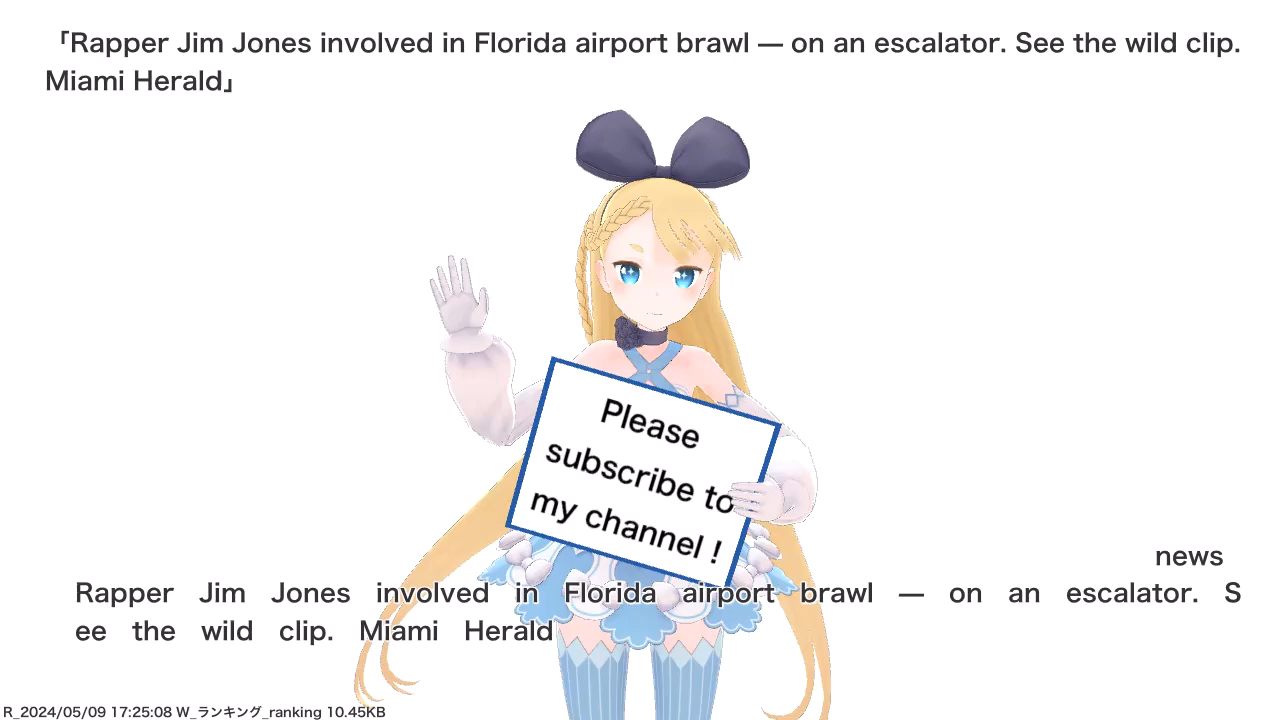 「Rapper Jim Jones involved in Florida airport brawl — on an escalator. See the wild clip.
Miami Herald」
Please
subscribe to
my channel !
news
Rapper Jim Jones involved in Florida airport brawl — on an escalator. S
ee the wild clip. Miami Herald
R_2024/05/09 17:25:08 W_ランキング_ranking 10.45KB